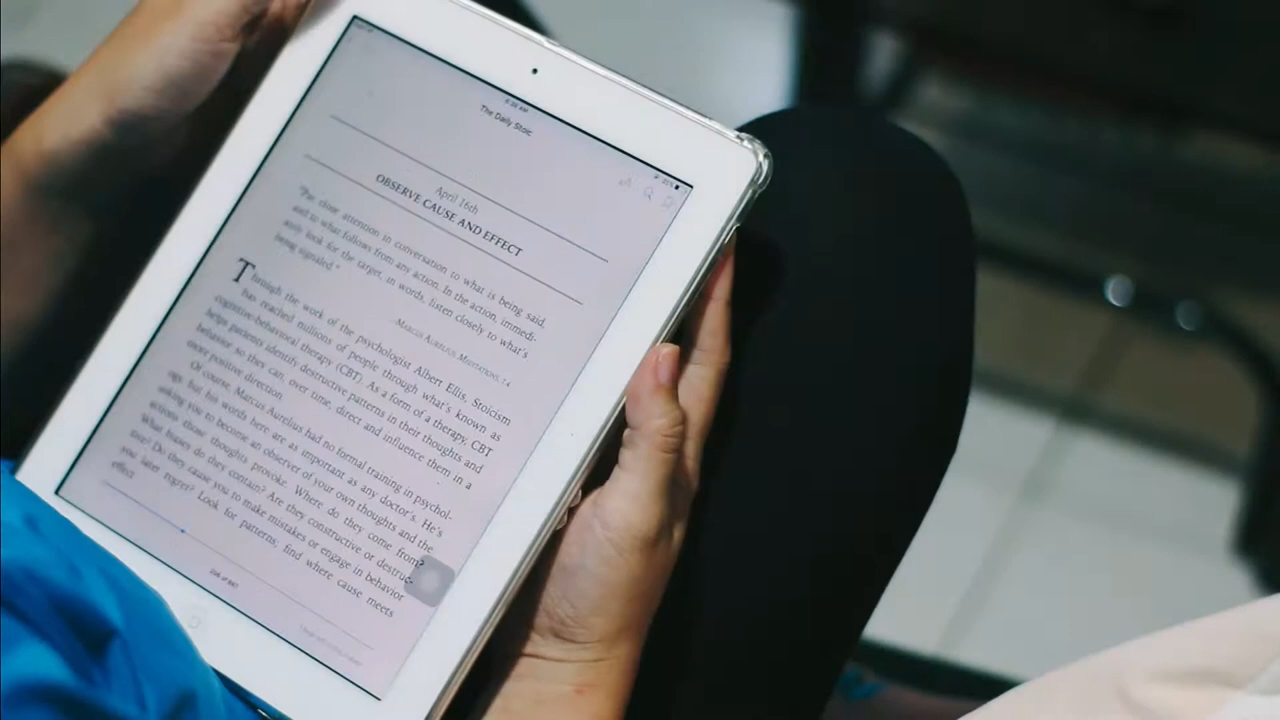 The Daily Stoic
April 16th
OBSERVE CAUSE AND EFFECT
"Pay close attention in conversation to what is being said,
and to what follows from any action. In the action, immedi-
ately look for the target, in words, listen closely to what's
being signaled."
—MARCUS AURELIUS, MEDITATIONS, 7.4
Through the work of the psychologist Albert Ellis, Stoicism
has reached millions of people through what's known as
cognitive-behavioral therapy (CBT). As a form of a therapy, CBT
helps patients identify destructive patterns in their thoughts and
behavior so they can, over time, direct and influence them in a
more positive direction.
Of course, Marcus Aurelius had no formal training in psychol-
ogy, but his words here are as important as any doctor's. He's
asking you to become an observer of your own thoughts and the
actions those thoughts provoke. Where do they come from?
What biases do they contain? Are they constructive or destruc-
tive? Do they cause you to make mistakes or engage in behavior
you later regret? Look for patterns; find where cause meets
effect